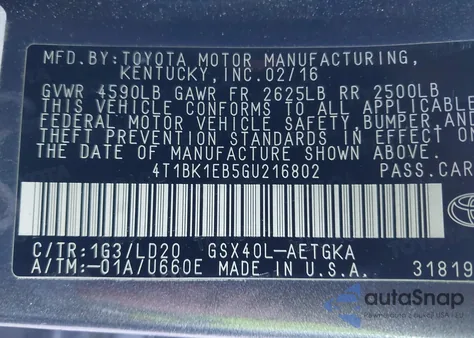 MFD.BY:TOYOTA MOTOR MANUFACTURING,
KENTUCKY, INC.02/16
GVWR 4590LB GAWR FR 2625LB RR 2500LB
THIS VEHICLE CONFORMS TO ALL APPLICABLE
FEDERAL MOTOR VEHICLE SAFETY, BUMPER, AND
THEFT PREVENTION STANDARDS IN EFFECT ON
THE DATE OF MANUFACTURE SHOWN ABOVE.
4T1BK1EB5GU216802 PASS.CAR
C/TR:1G3/LD20 GSX40L-AETGKA
A/TM:-01A/U660E MADE IN U.S.A. 31819
autoSnap